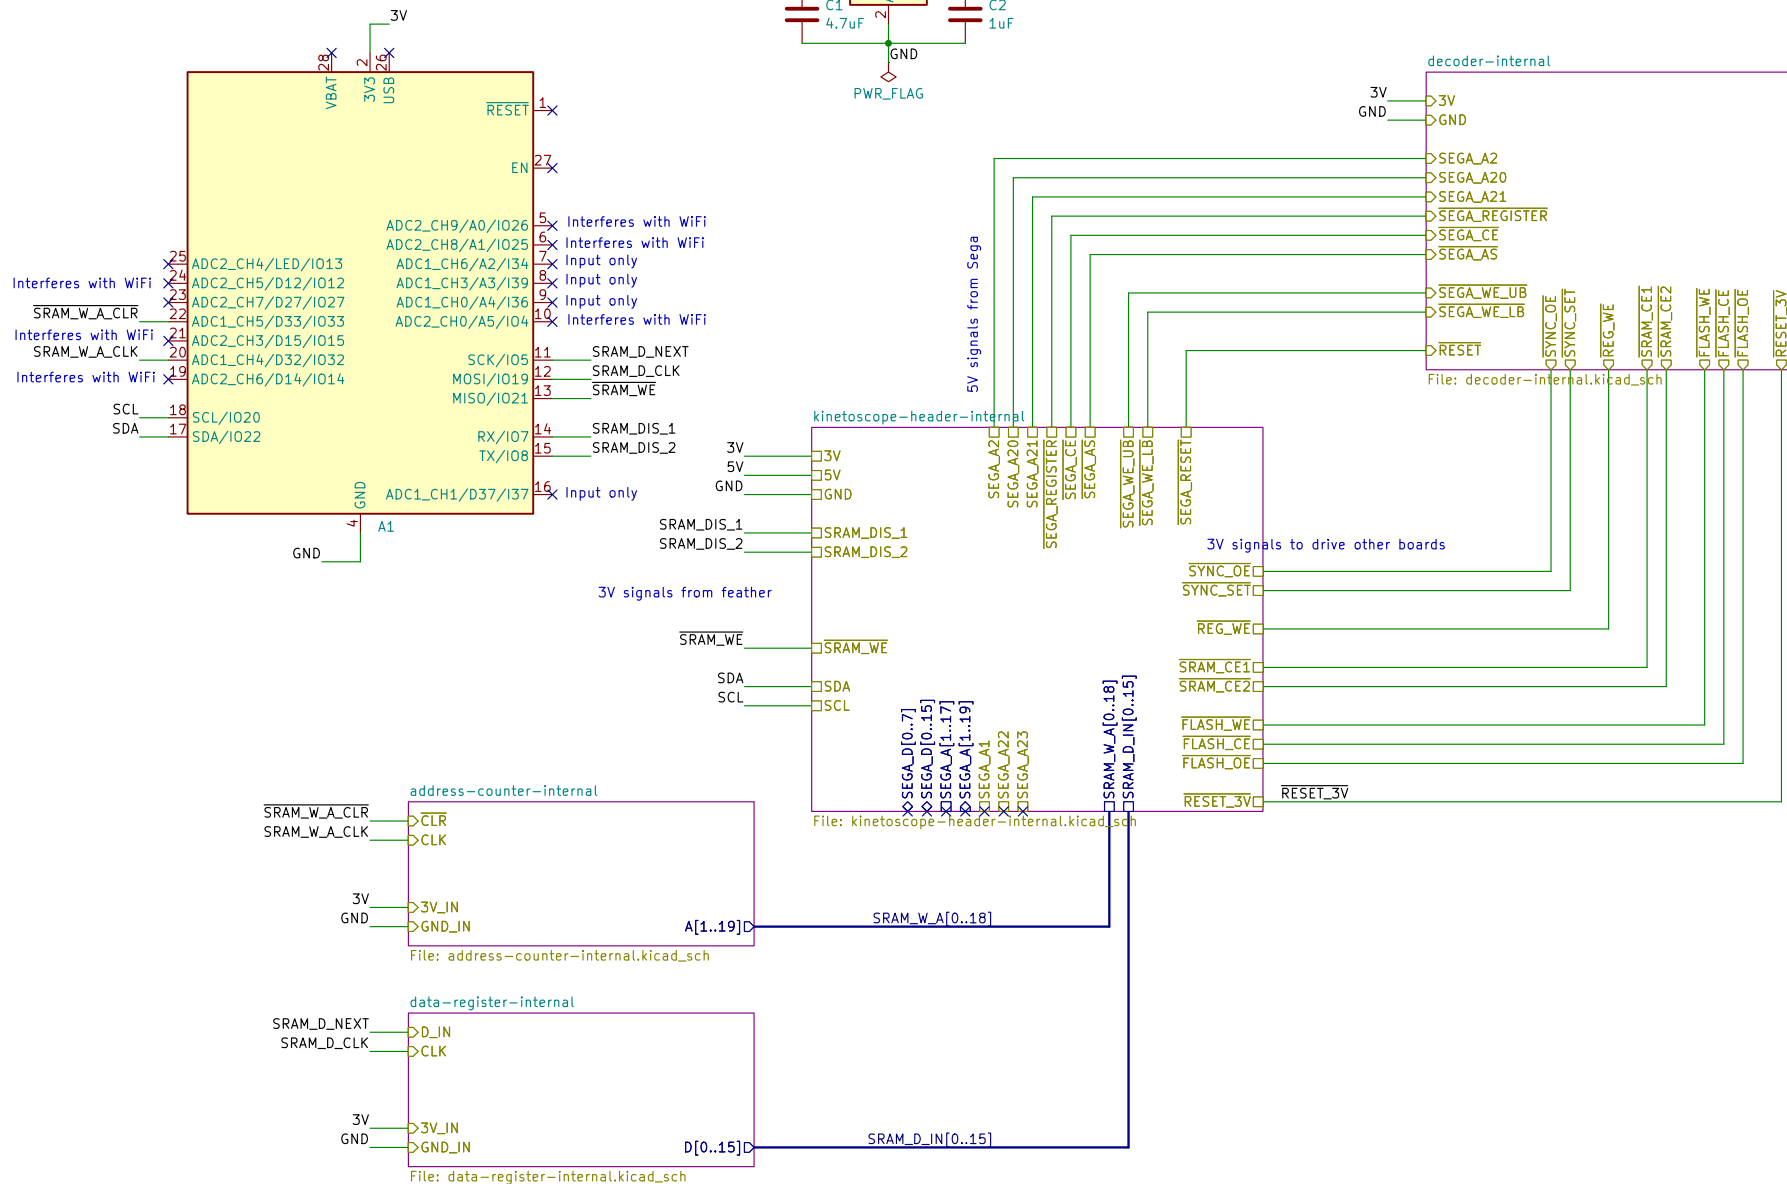 3V
28
2
26
VBAT
3V3
USB
RESET
1
EN
27
ADC2_CH9/A0/IO26
5
Interferes with WiFi
ADC2_CH8/A1/IO25
6
Interferes with WiFi
25
ADC2_CH4/LED/IO13
ADC1_CH6/A2/I34
7
Input only
Interferes with WiFi
24
ADC2_CH5/D12/IO12
ADC1_CH3/A3/I39
8
Input only
23
ADC2_CH7/D27/IO27
ADC1_CH0/A4/I36
9
Input only
SRAM_W_A_CLR
22
ADC1_CH5/D33/IO33
ADC2_CH0/A5/IO4
10
Interferes with WiFi
Interferes with WiFi
21
ADC2_CH3/D15/IO15
SRAM_W_A_CLK
20
ADC1_CH4/D32/IO32
SCK/IO5
11
SRAM_D_NEXT
Interferes with WiFi
19
ADC2_CH6/D14/IO14
MOSI/IO19
12
SRAM_D_CLK
MISO/IO21
13
SRAM_WE
SCL
18
SCL/IO20
SDA
17
SDA/IO22
RX/IO7
14
SRAM_DIS_1
TX/IO8
15
SRAM_DIS_2
ADC1_CH1/D37/I37
16
Input only
GND
4
A1
GND
C1
4.7uF
2
C2
1uF
GND
PWR_FLAG
decoder-internal
3V
3V
GND
GND
SEGA_A2
SEGA_A20
SEGA_A21
SEGA_REGISTER
SEGA_CE
SEGA_AS
SEGA_WE_UB
SEGA_WE_LB
RESET
SYNC_OE
SYNC_SET
REG_WE
SRAM_CE1
SRAM_CE2
FLASH_WE
FLASH_CE
FLASH_OE
RESET_3V
File: decoder-internal.kicad_sch
5V signals from Sega
kinetoscope-header-internal
SEGA_A2
SEGA_A20
SEGA_A21
SEGA_REGISTER
SEGA_CE
SEGA_AS
SEGA_WE_UB
SEGA_WE_LB
SEGA_RESET
3V
3V
5V
5V
GND
GND
SRAM_DIS_1
SRAM_DIS_1
SRAM_DIS_2
SRAM_DIS_2
3V signals from feather
SRAM_WE
SRAM_WE
SDA
SDA
SCL
SCL
3V signals to drive other boards
SYNC_OE
SYNC_SET
REG_WE
SRAM_CE1
SRAM_CE2
FLASH_WE
FLASH_CE
FLASH_OE
RESET_3V
RESET_3V
SEGA_D[0..7]
SEGA_D[0..15]
SEGA_A[1..17]
SEGA_A[1..19]
SEGA_A1
SEGA_A22
SEGA_A23
SRAM_W_A[0..18]
SRAM_D_IN[0..15]
File: kinetoscope-header-internal.kicad_sch
address-counter-internal
SRAM_W_A_CLR
CLR
SRAM_W_A_CLK
CLK
3V
3V_IN
GND
GND_IN
A[1..19]
SRAM_W_A[0..18]
File: address-counter-internal.kicad_sch
data-register-internal
SRAM_D_NEXT
D_IN
SRAM_D_CLK
CLK
3V
3V_IN
GND
GND_IN
D[0..15]
SRAM_D_IN[0..15]
File: data-register-internal.kicad_sch